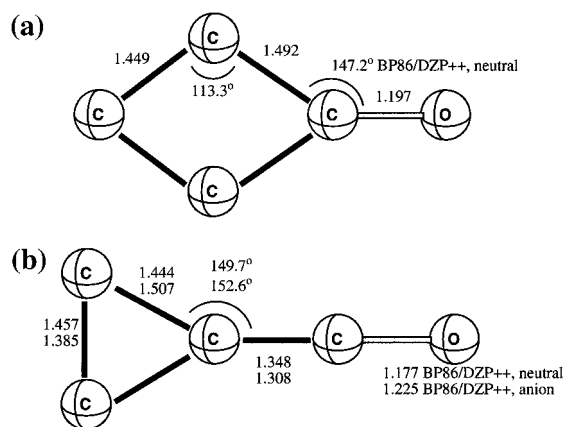 (a)
C
1.449
1.492
113.3°
147.2° BP86/DZP++, neutral
1.197
C
C
O
C
(b)
C
1.444
1.507
149.7°
152.6°
1.457
1.385
C
C
O
1.348
1.308
1.177 BP86/DZP++, neutral
1.225 BP86/DZP++, anion
C